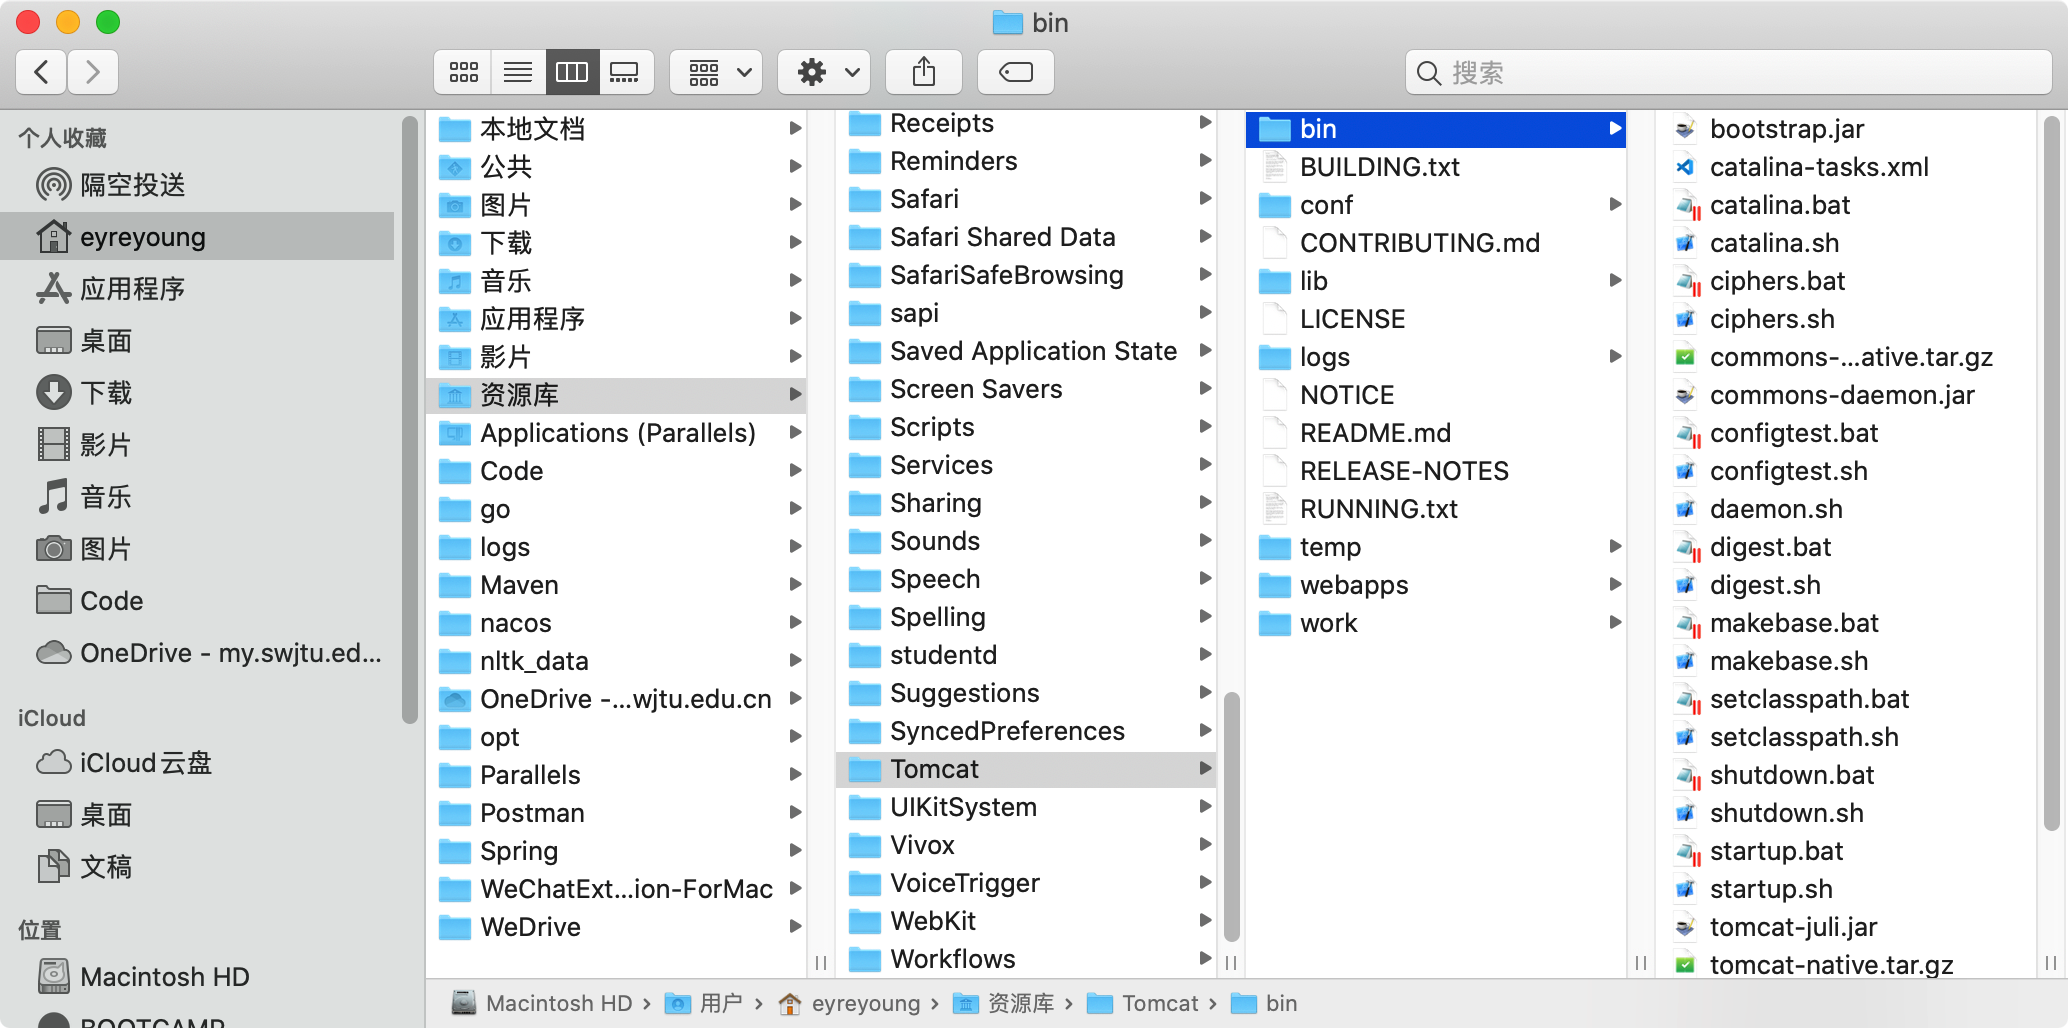 bin
搜索
个人收藏
隔空投送
eyreyoung
应用程序
桌面
下载
影片
音乐
图片
Code
OneDrive - my.swjtu.ed...
iCloud
iCloud云盘
桌面
文稿
位置
Macintosh HD
BOOTCAMP
本地文档
公共
图片
下载
音乐
应用程序
影片
资源库
Applications (Parallels)
Code
go
logs
Maven
nacos
nltk_data
OneDrive -...wjtu.edu.cn
opt
Parallels
Postman
Spring
WeChatExt...ion-ForMac
WeDrive
Receipts
Reminders
Safari
Safari Shared Data
SafariSafeBrowsing
sapi
Saved Application State
Screen Savers
Scripts
Services
Sharing
Sounds
Speech
Spelling
studentd
Suggestions
SyncedPreferences
Tomcat
UIKitSystem
Vivox
VoiceTrigger
WebKit
Workflows
bin
BUILDING.txt
conf
CONTRIBUTING.md
lib
LICENSE
logs
NOTICE
README.md
RELEASE-NOTES
RUNNING.txt
temp
webapps
work
bootstrap.jar
catalina-tasks.xml
catalina.bat
catalina.sh
ciphers.bat
ciphers.sh
commons-...ative.tar.gz
commons-daemon.jar
configtest.bat
configtest.sh
daemon.sh
digest.bat
digest.sh
makebase.bat
makebase.sh
setclasspath.bat
setclasspath.sh
shutdown.bat
shutdown.sh
startup.bat
startup.sh
tomcat-juli.jar
tomcat-native.tar.gz
Macintosh HD › 用户 › eyreyoung › 资源库 › Tomcat › bin